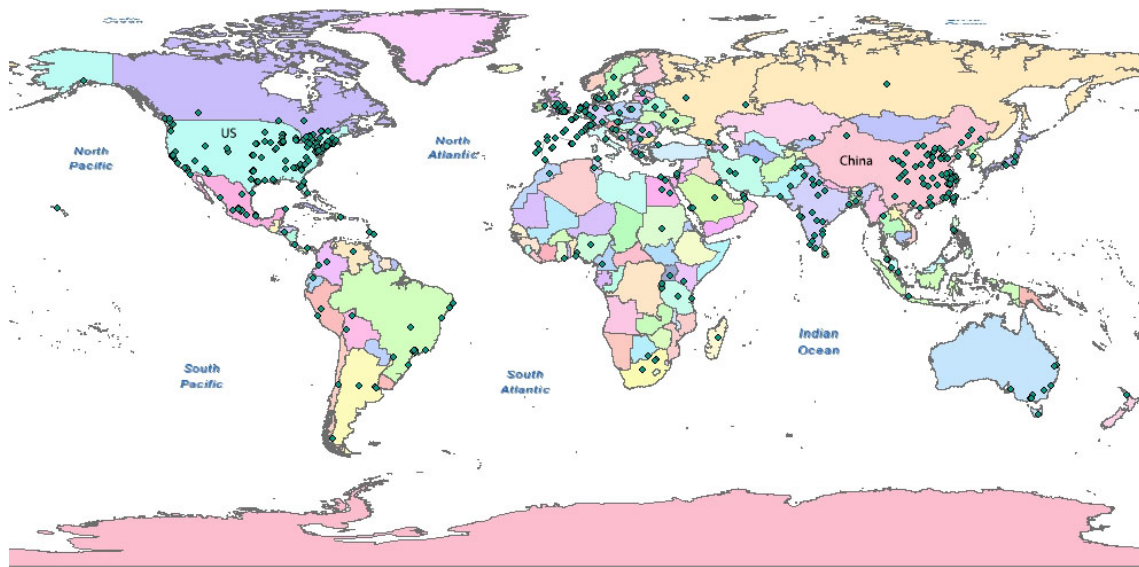 US
China
North
Pacific
North
Atlantic
South
Pacific
South
Atlantic
Indian
Ocean